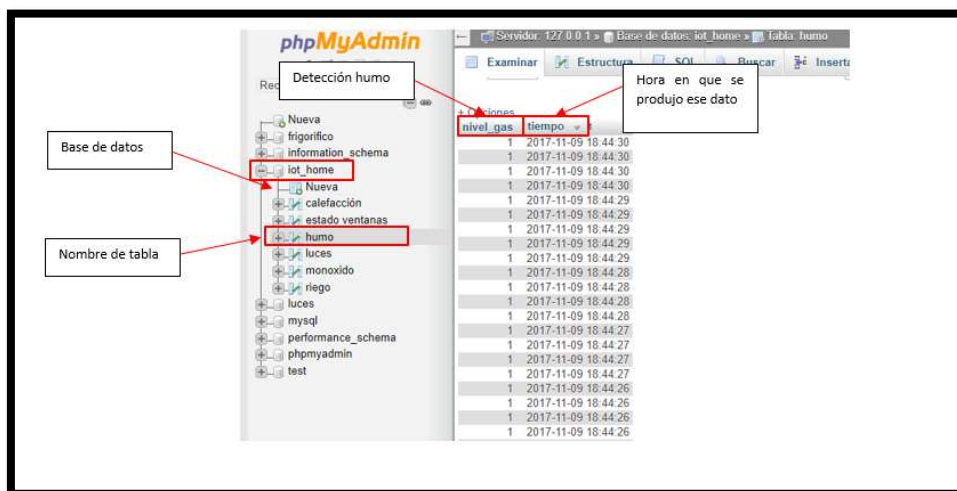 phpMyAdmin
Rec
Nueva
frigorifico
information_schema
iot_home
Nueva
calefacción
estado ventanas
humo
luces
monoxido
riego
luces
mysql
performance_schema
phpmyadmin
test
Base de datos
Nombre de tabla
Detección humo
Hora en que se
produjo ese dato
Servidor: 127.0.0.1 » Base de datos: iot_home » Tabla: humo
Examinar Estructura SQL Buscar Inserta
+ Opciones
nivel_gas tiempo
1 2017-11-09 18:44:30
1 2017-11-09 18:44:30
1 2017-11-09 18:44:30
1 2017-11-09 18:44:30
1 2017-11-09 18:44:29
1 2017-11-09 18:44:29
1 2017-11-09 18:44:29
1 2017-11-09 18:44:29
1 2017-11-09 18:44:29
1 2017-11-09 18:44:28
1 2017-11-09 18:44:28
1 2017-11-09 18:44:28
1 2017-11-09 18:44:28
1 2017-11-09 18:44:27
1 2017-11-09 18:44:27
1 2017-11-09 18:44:27
1 2017-11-09 18:44:27
1 2017-11-09 18:44:26
1 2017-11-09 18:44:26
1 2017-11-09 18:44:26
1 2017-11-09 18:44:26